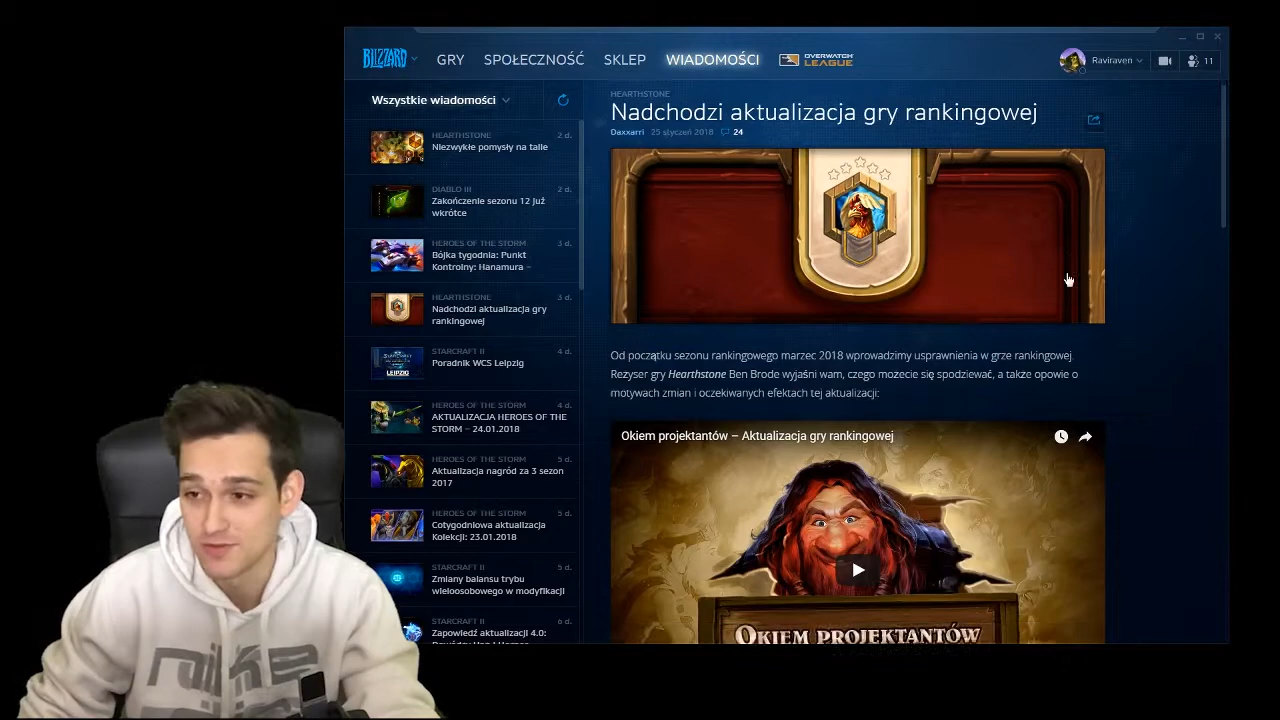 BLIZZARD
GRY
SPOŁECZNOŚĆ
SKLEP
WIADOMOŚCI
OVERWATCH LEAGUE
Raviraven
11
Wszystkie wiadomości
HEARTHSTONE 2 d.
Niezwykłe pomysły na talie
DIABLO III 2 d.
Zakończenie sezonu 12 już
wkrótce
HEROES OF THE STORM 3 d.
Bójka tygodnia: Punkt
Kontrolny: Hanamura –
HEARTHSTONE 3 d.
Nadchodzi aktualizacja gry
rankingowej
STARCRAFT II 4 d.
Poradnik WCS Leipzig
LEIPZIG
HEROES OF THE STORM 4 d.
AKTUALIZACJA HEROES OF THE
STORM – 24.01.2018
HEROES OF THE STORM 5 d.
Aktualizacja nagród za 3 sezon
2017
HEROES OF THE STORM 5 d.
Cotygodniowa aktualizacja
Kolekcji: 23.01.2018
STARCRAFT II 5 d.
Zmiany balansu trybu
wieloosobowego w modyfikacji
STARCRAFT II 6 d.
Zapowiedź aktualizacji 4.0:
HEARTHSTONE
Nadchodzi aktualizacja gry rankingowej
Daxxarri 25 styczeń 2018 24
Od początku sezonu rankingowego marzec 2018 wprowadzimy usprawnienia w grze rankingowej.
Reżyser gry Hearthstone Ben Brode wyjaśni wam, czego możecie się spodziewać, a także opowie o
motywach zmian i oczekiwanych efektach tej aktualizacji:
Okiem projektantów – Aktualizacja gry rankingowej
OKIEM PROJEKTANTÓW